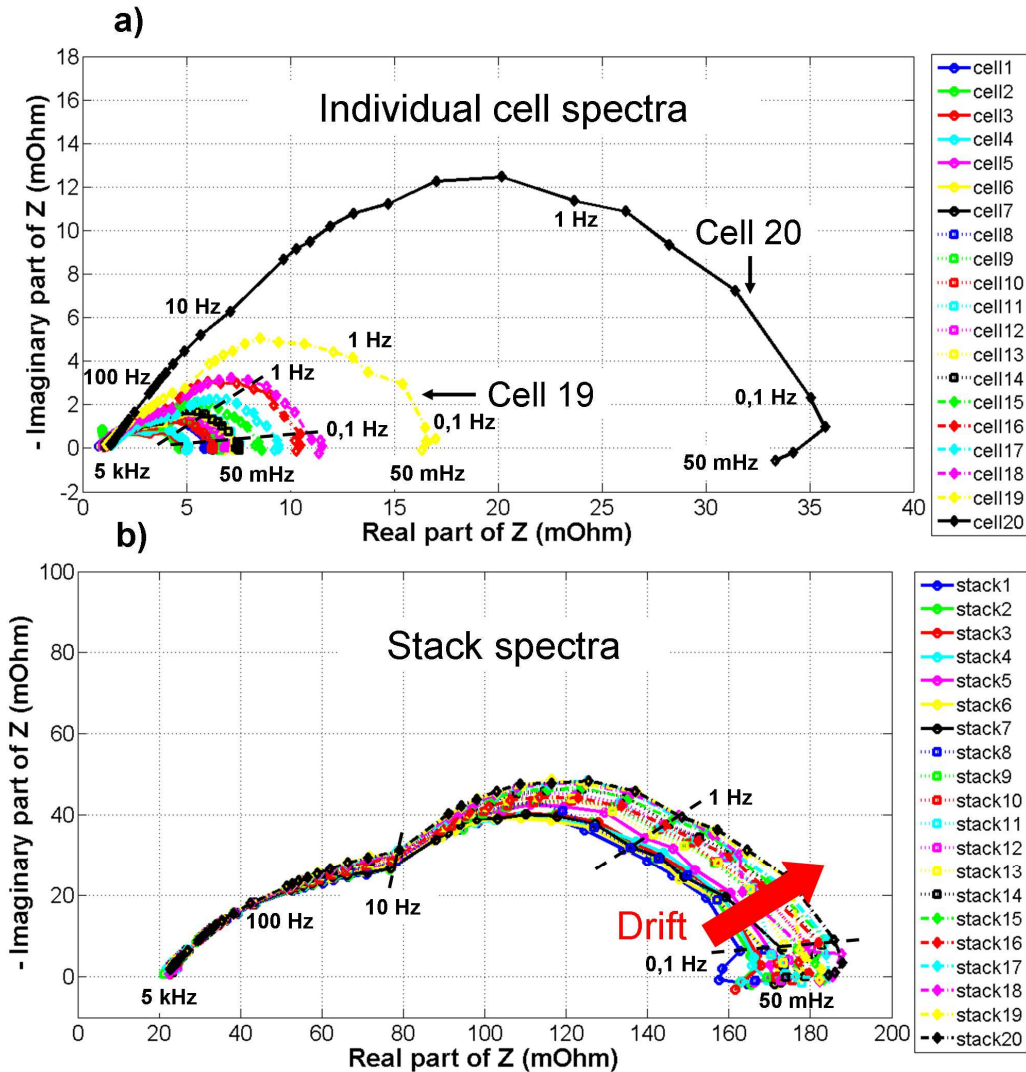 a)
Individual cell spectra
- Imaginary part of Z (mOhm)
18
16
14
12
10
8
6
4
2
0
-2
10 Hz
100 Hz
1 Hz
1 Hz
1 Hz
Cell 20
Cell 19
0,1 Hz
0,1 Hz
0,1 Hz
5 kHz
50 mHz
50 mHz
50 mHz
0 5 10 15 20 25 30 35 40
Real part of Z (mOhm)
cell1
cell2
cell3
cell4
cell5
cell6
cell7
cell8
cell9
cell10
cell11
cell12
cell13
cell14
cell15
cell16
cell17
cell18
cell19
cell20
b)
Stack spectra
- Imaginary part of Z (mOhm)
100
80
60
40
20
0
1 Hz
10 Hz
100 Hz
Drift
0,1 Hz
5 kHz
50 mHz
0 20 40 60 80 100 120 140 160 180 200
Real part of Z (mOhm)
stack1
stack2
stack3
stack4
stack5
stack6
stack7
stack8
stack9
stack10
stack11
stack12
stack13
stack14
stack15
stack16
stack17
stack18
stack19
stack20